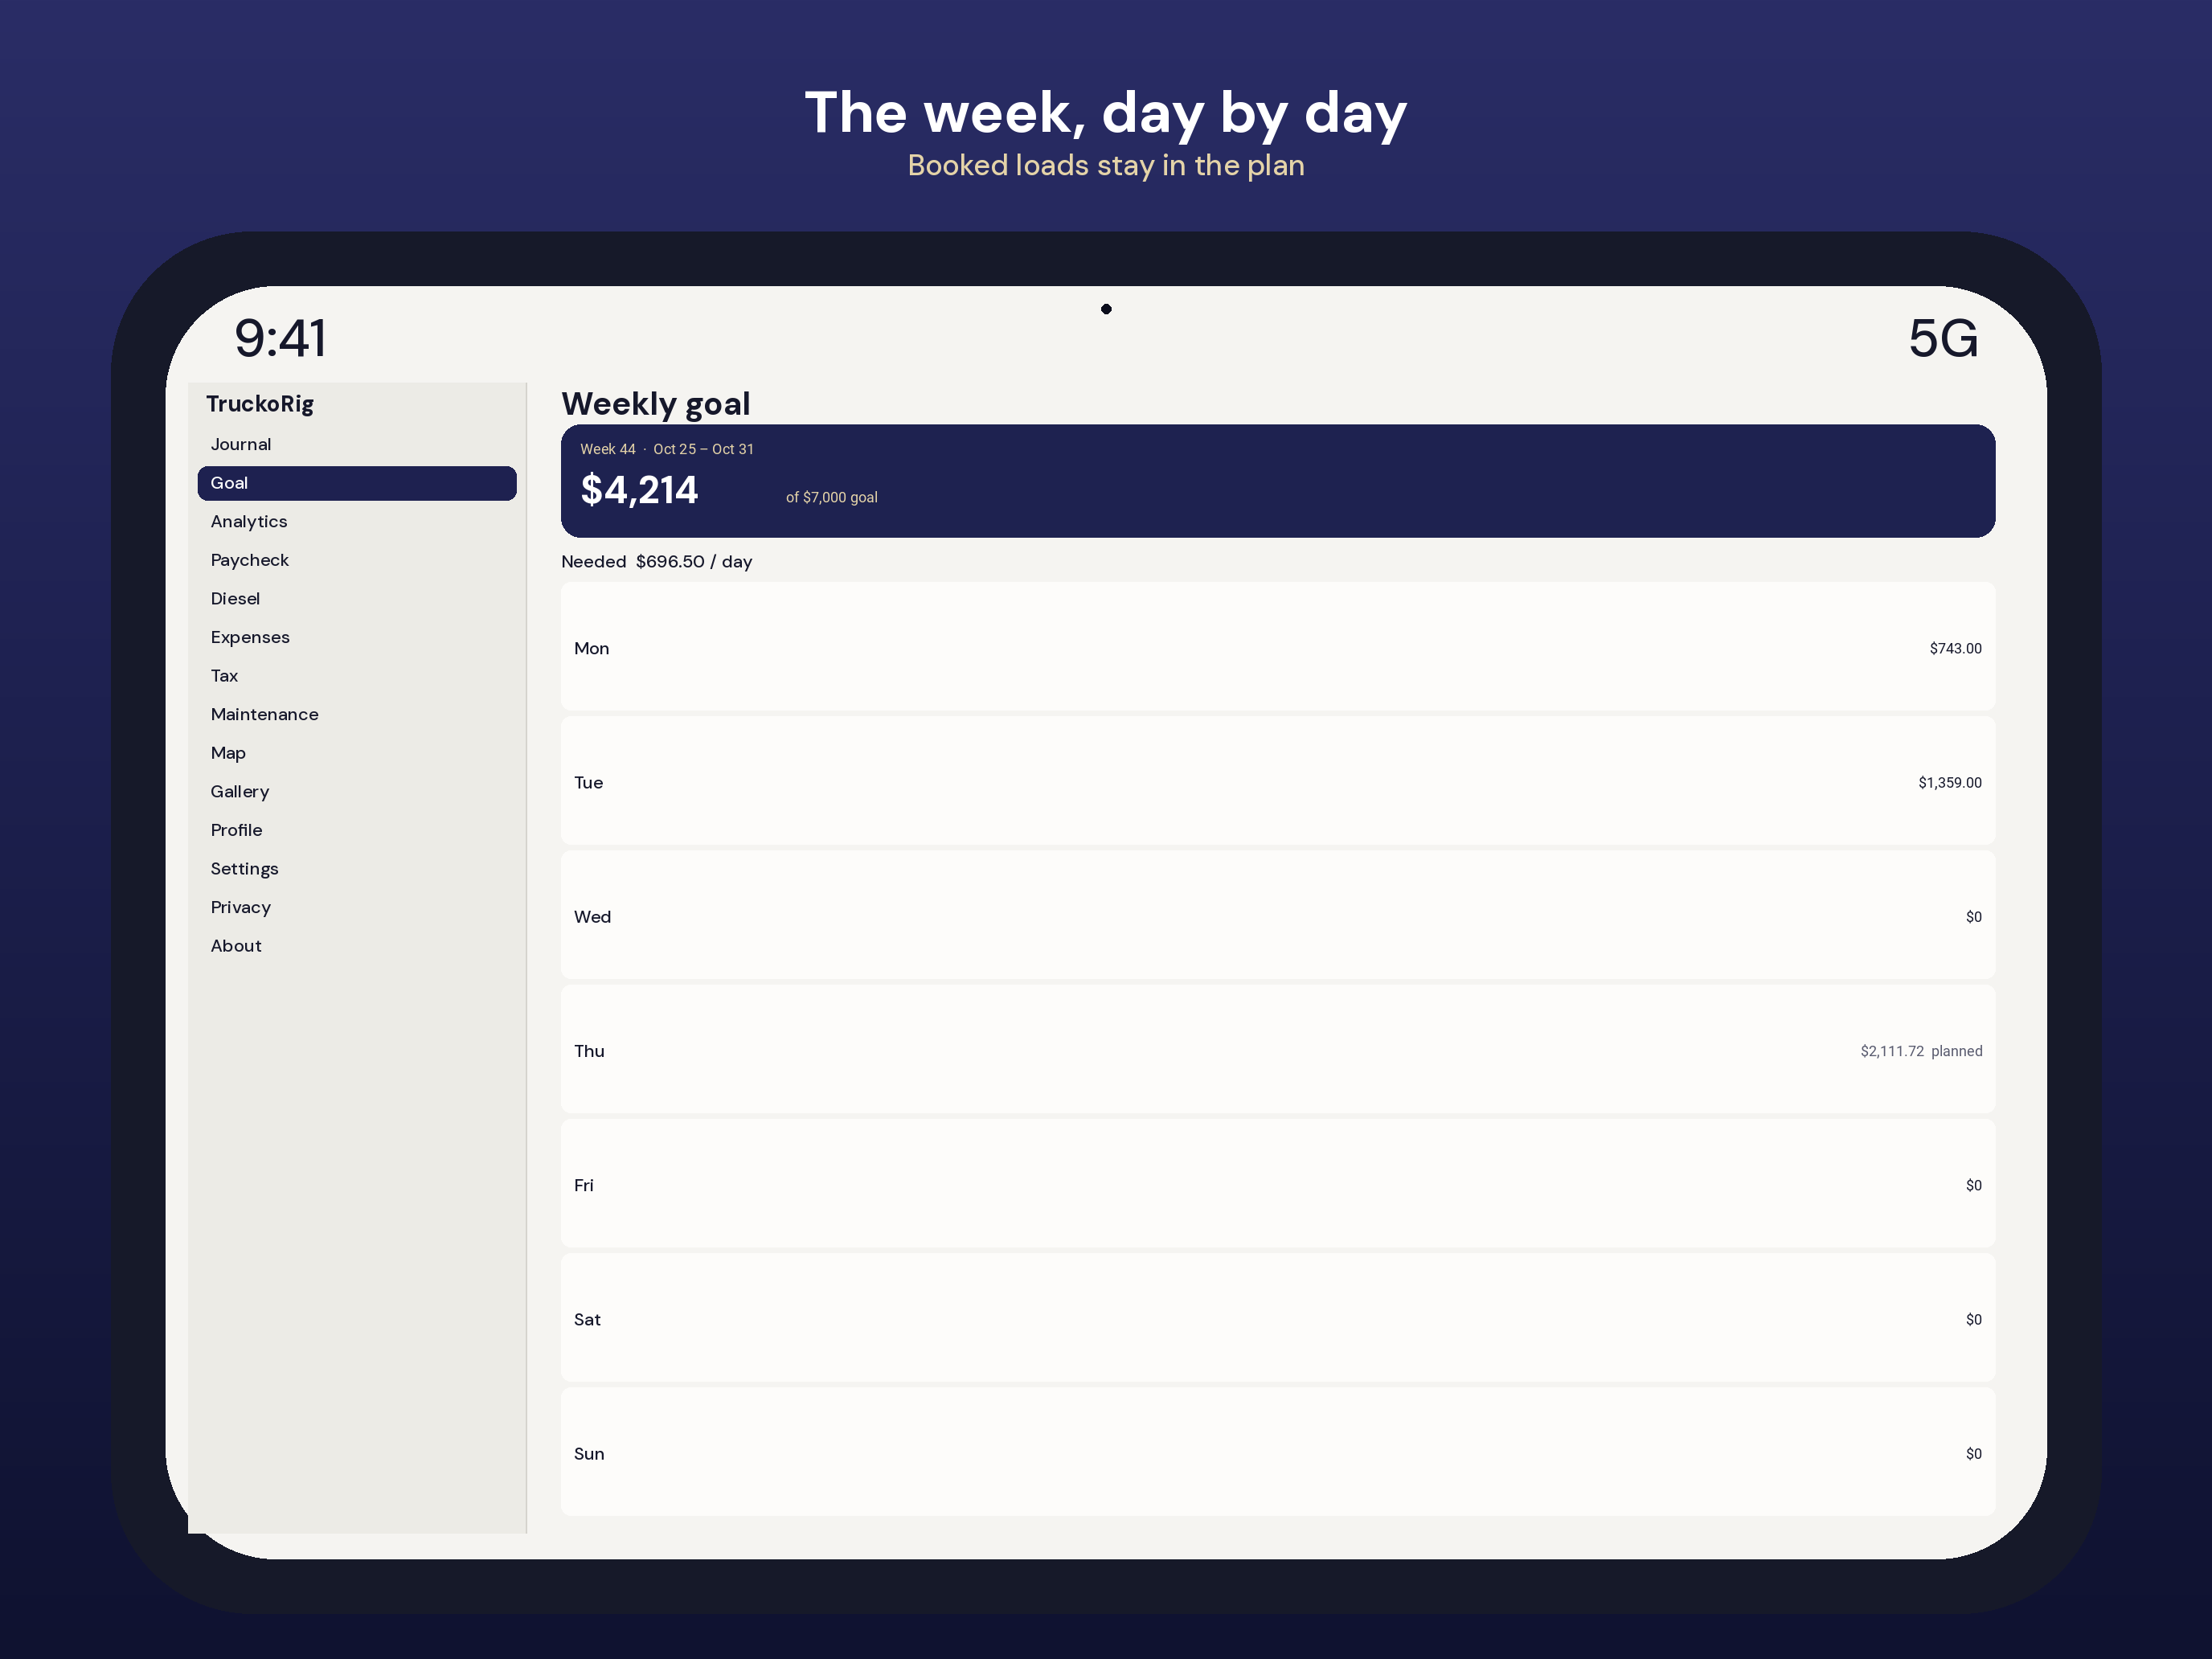 The week, day by day
Booked loads stay in the plan
9:41
5G
TruckoRig
Journal
Goal
Analytics
Paycheck
Diesel
Expenses
Tax
Maintenance
Map
Gallery
Profile
Settings
Privacy
About
Weekly goal
Week 44 · Oct 25 – Oct 31
$4,214 of $7,000 goal
Needed $696.50 / day
Mon $743.00
Tue $1,359.00
Wed $0
Thu $2,111.72 planned
Fri $0
Sat $0
Sun $0